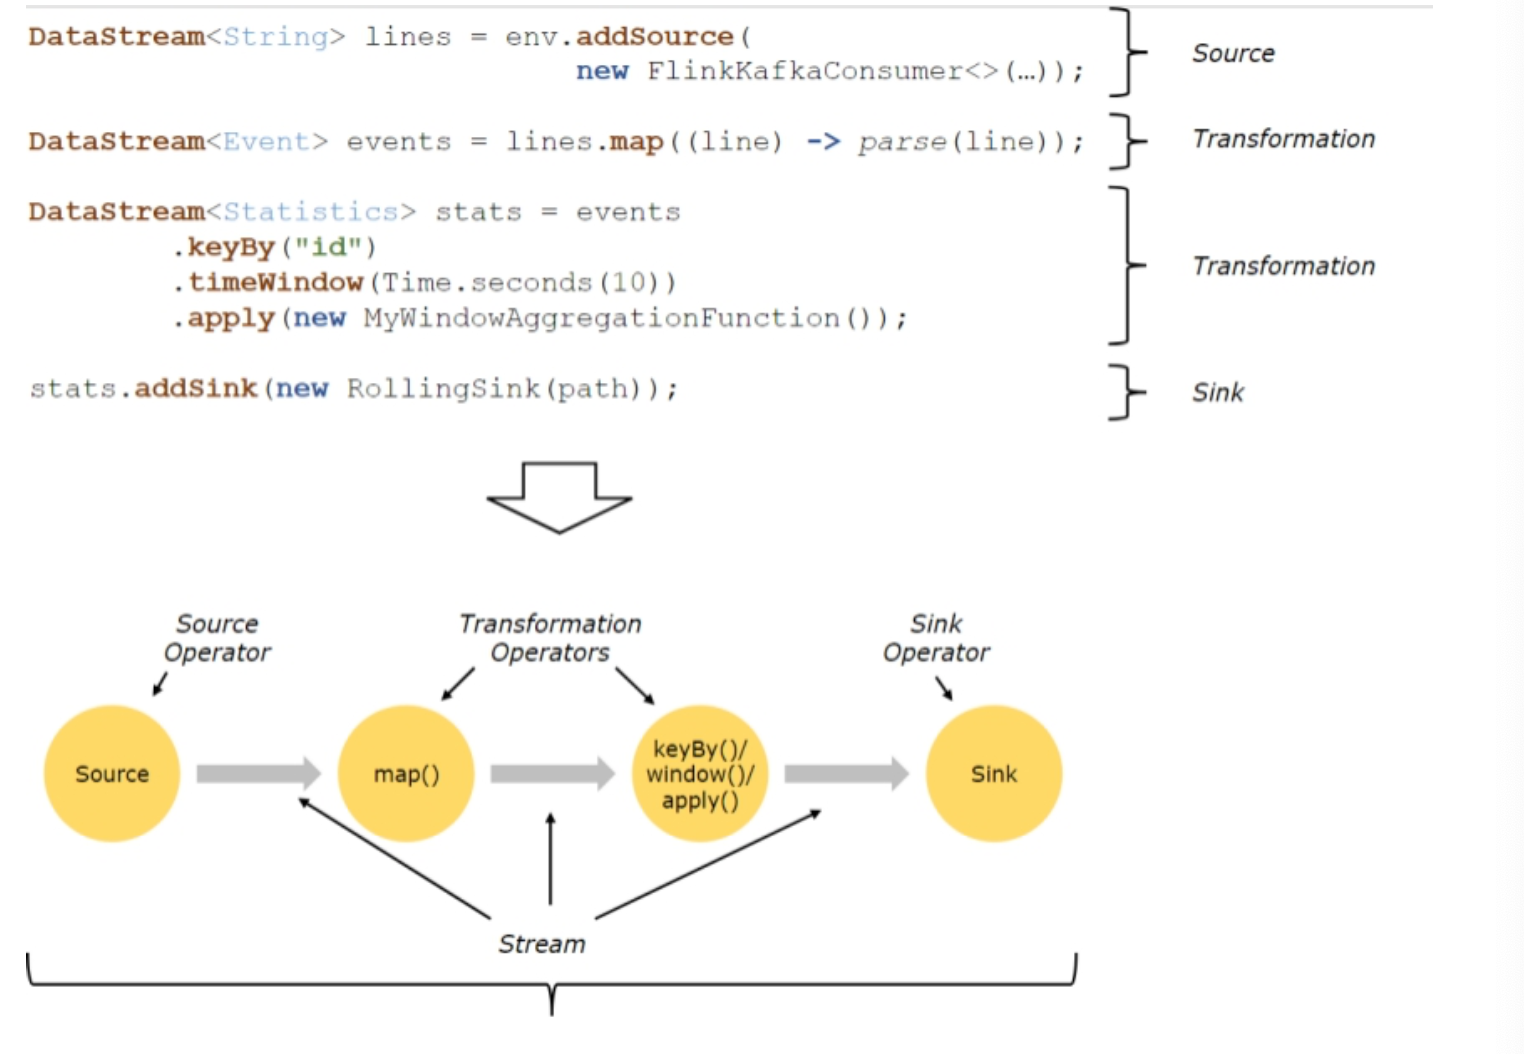 DataStream<String> lines = env.addSource(
new FlinkKafkaConsumer<>(…));
Source
DataStream<Event> events = lines.map((line) -> parse(line));
Transformation
DataStream<Statistics> stats = events
.keyBy("id")
.timeWindow(Time.seconds(10))
.apply(new MyWindowAggregationFunction());
Transformation
stats.addSink(new RollingSink(path));
Sink
Source
Operator
Transformation
Operators
Sink
Operator
Source
map()
keyBy()/
window()/
apply()
Sink
Stream